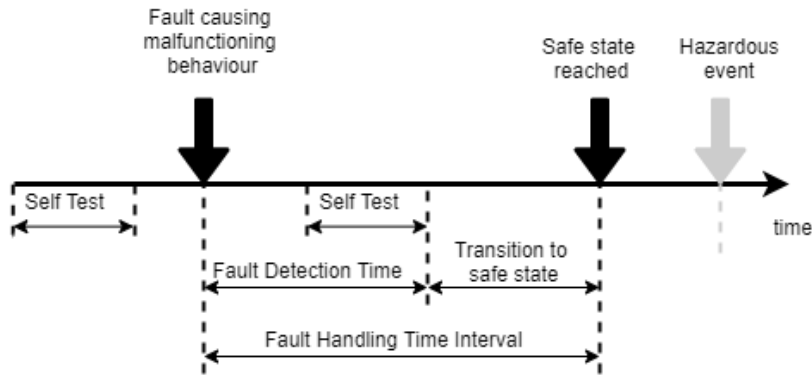 Fault causing
malfunctioning
behaviour
Safe state
reached
Hazardous
event
Self Test
Self Test
time
Fault Detection Time
Transition to
safe state
Fault Handling Time Interval